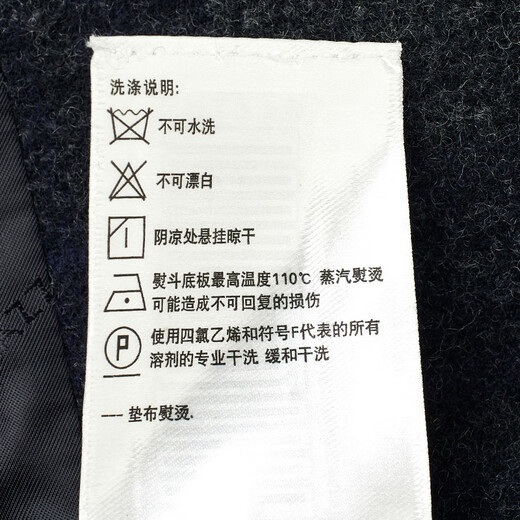 洗涤说明:
不可水洗
不可漂白
阴凉处悬挂晾干
熨斗底板最高温度110℃ 蒸汽熨烫
可能造成不可回复的损伤
P
使用四氯乙烯和符号F代表的所有
溶剂的专业干洗 缓和干洗
--- 垫布熨烫.